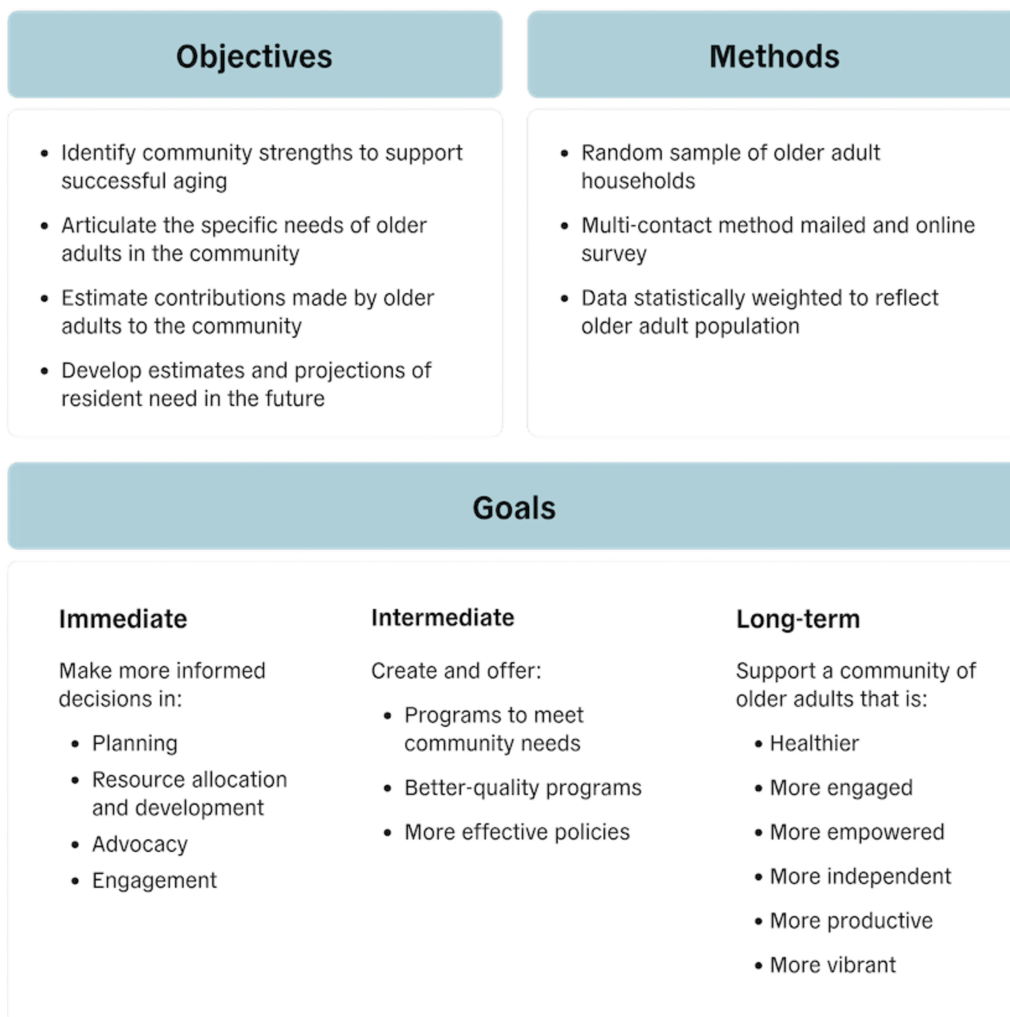 Objectives
• Identify community strengths to support
successful aging
• Articulate the specific needs of older
adults in the community
• Estimate contributions made by older
adults to the community
• Develop estimates and projections of
resident need in the future
Methods
• Random sample of older adult
households
• Multi-contact method mailed and online
survey
• Data statistically weighted to reflect
older adult population
Goals
Immediate
Make more informed
decisions in:
• Planning
• Resource allocation
and development
• Advocacy
• Engagement
Intermediate
Create and offer:
• Programs to meet
community needs
• Better-quality programs
• More effective policies
Long-term
Support a community of
older adults that is:
• Healthier
• More engaged
• More empowered
• More independent
• More productive
• More vibrant